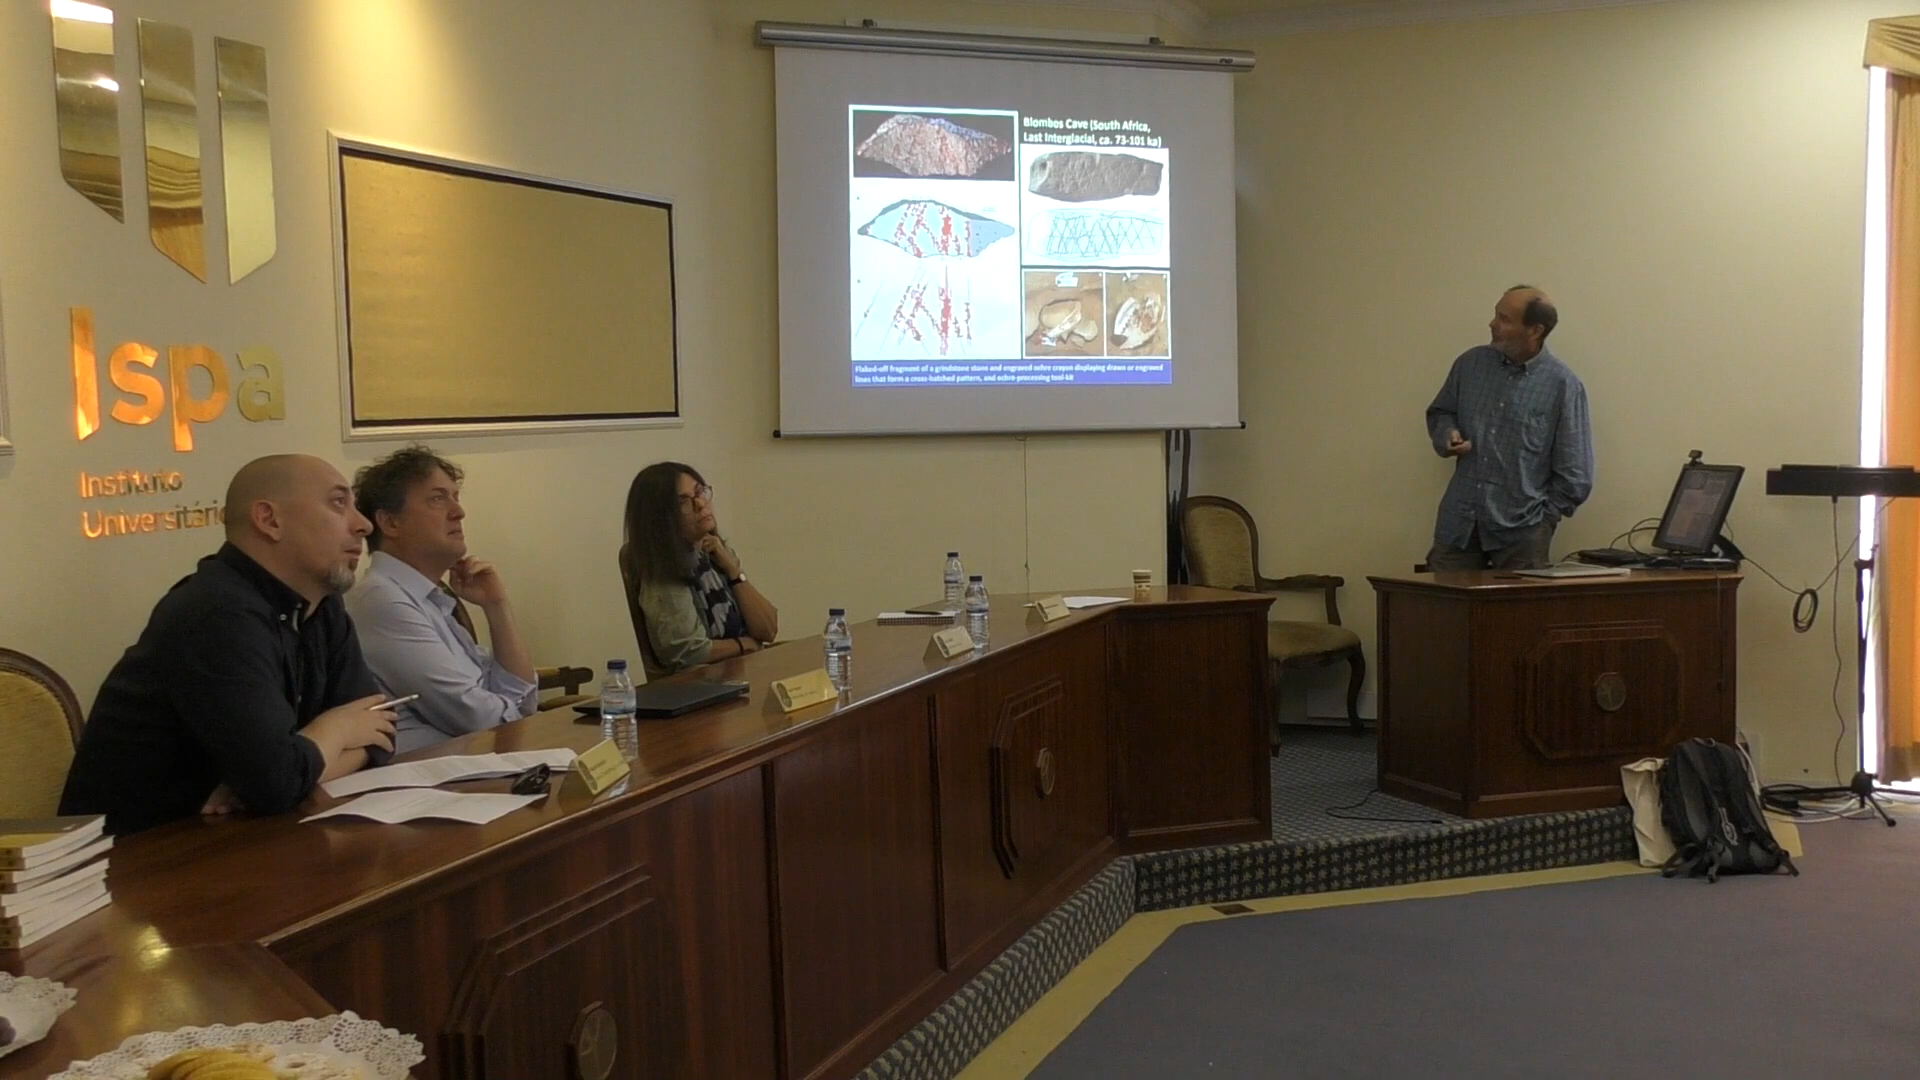 Ispa
Instituto
Universitári
Blombos Cave (South Africa,
Last Interglacial, ca. 73-101 ka)
Flaked-off fragment of a grindstone stone and engraved ochre crayon displaying drawn or engraved
lines that form a cross-hatched pattern, and ochre-processing tool-kit